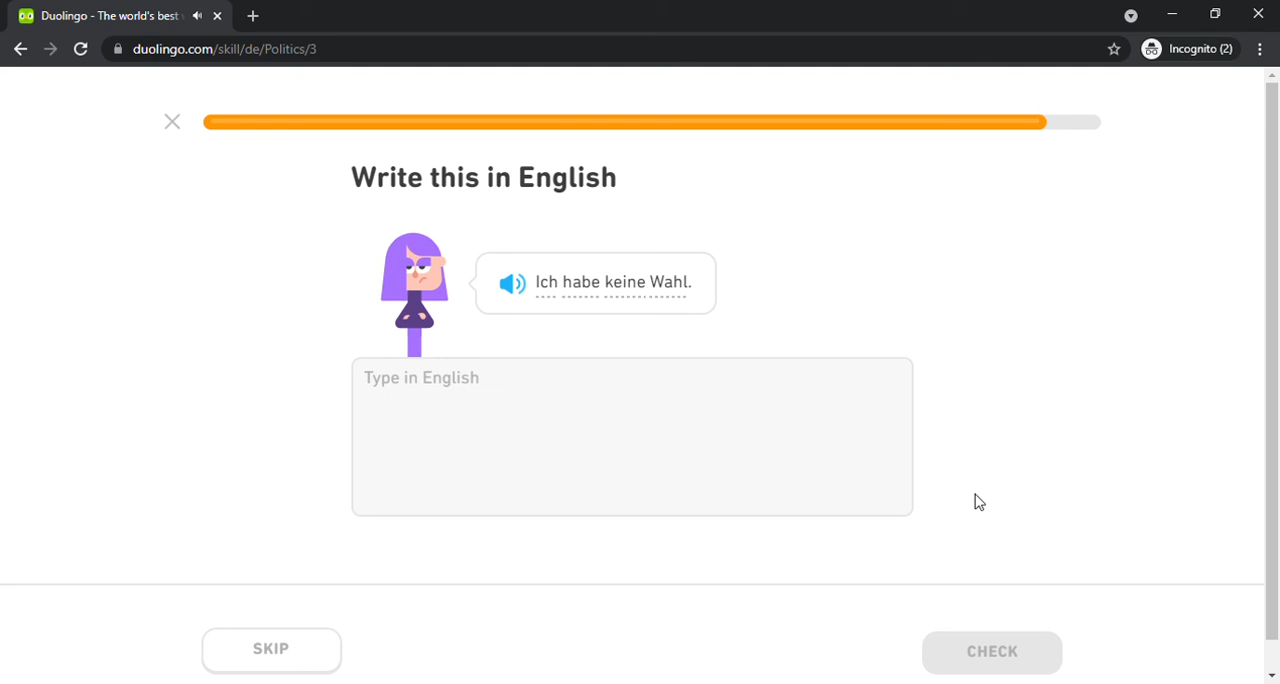 Duolingo - The world's best
duolingo.com/skill/de/Politics/3
Incognito (2)
Write this in English
Ich habe keine Wahl.
Type in English
SKIP
CHECK